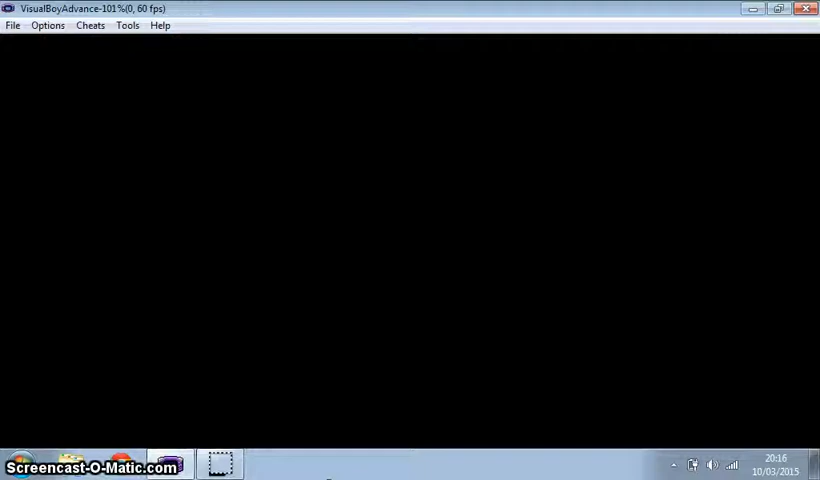 VisualBoyAdvance-101%(0, 60 fps)
File Options Cheats Tools Help
Screencast-O-Matic.com
20:16
10/03/2015